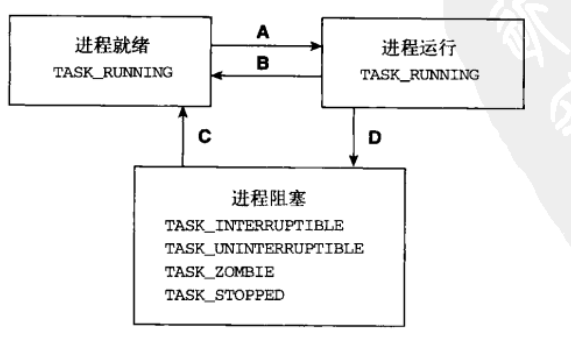 进程就绪
TASK_RUNNING
A
B
进程运行
TASK_RUNNING
C
D
进程阻塞
TASK_INTERRUPTIBLE
TASK_UNINTERRUPTIBLE
TASK_ZOMBIE
TASK_STOPPED